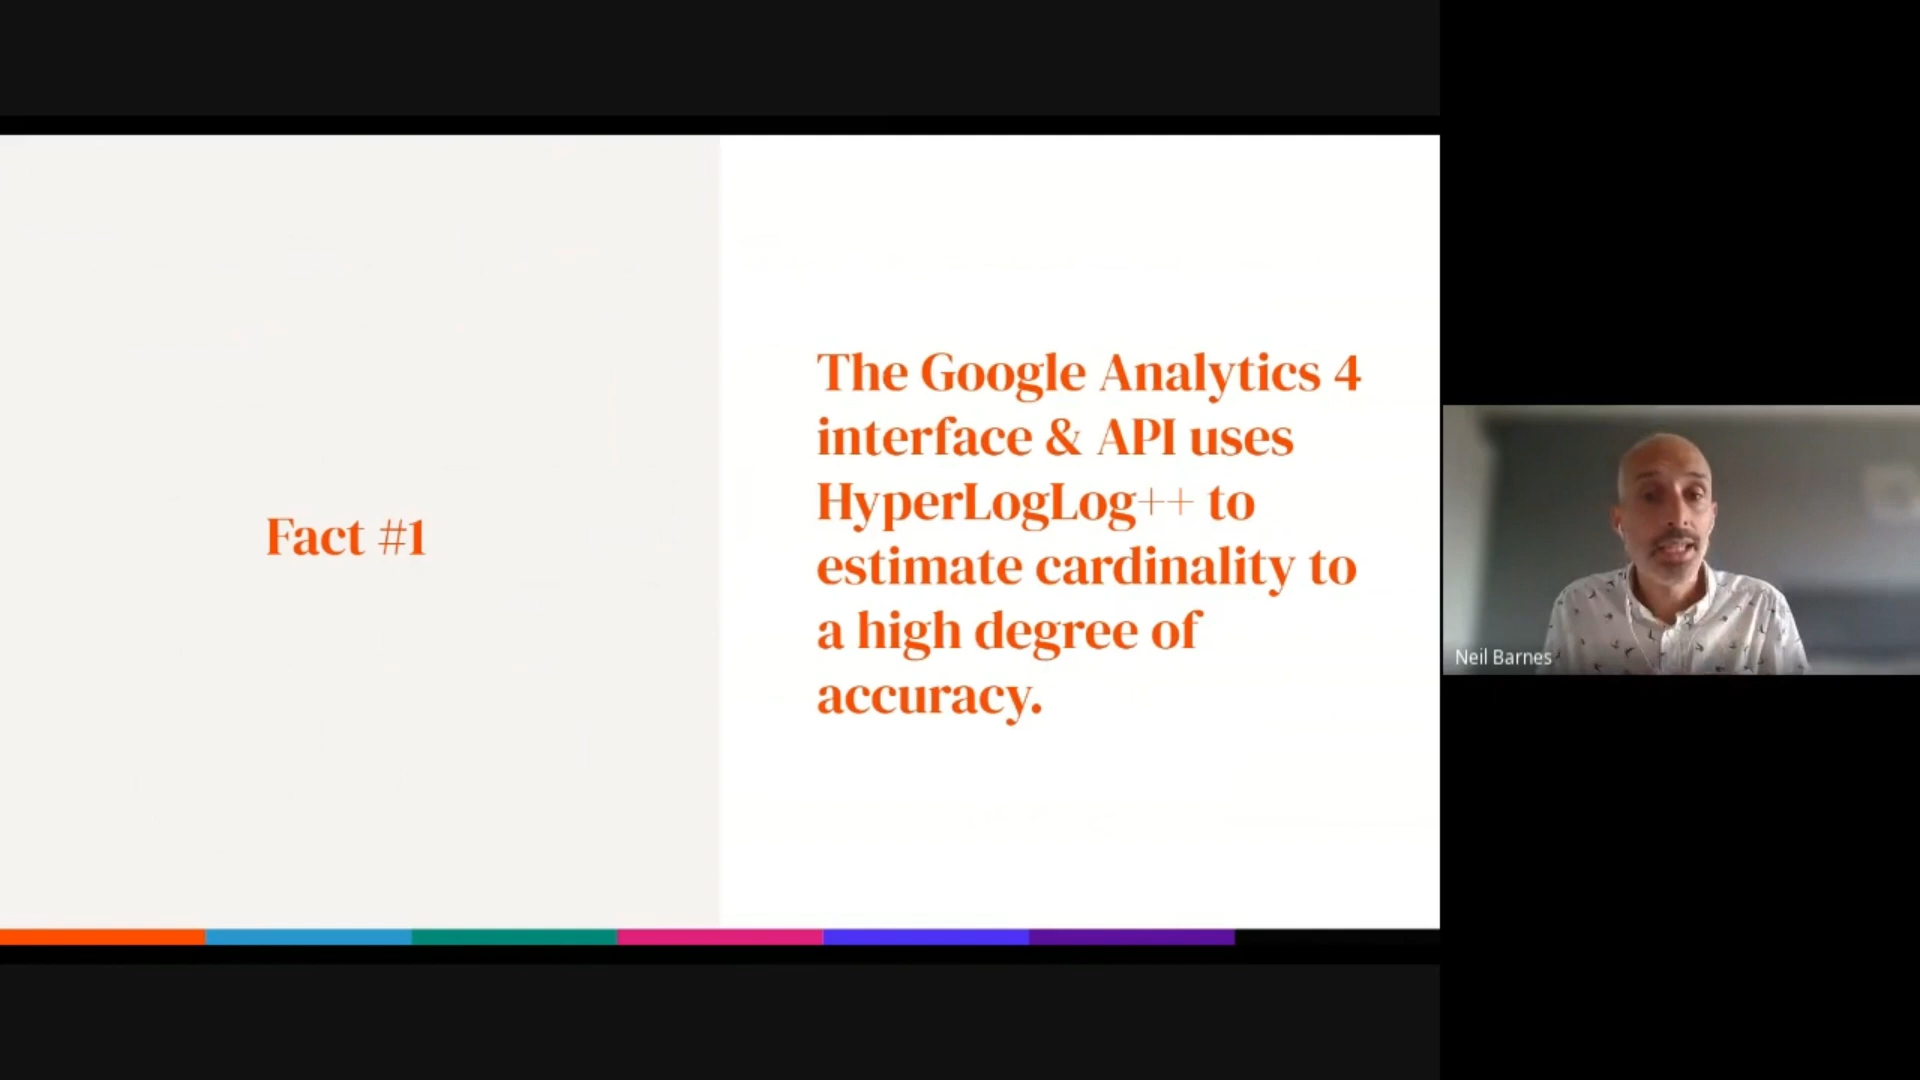 Fact #1
The Google Analytics 4
interface & API uses
HyperLogLog++ to
estimate cardinality to
a high degree of
accuracy.
Neil Barnes